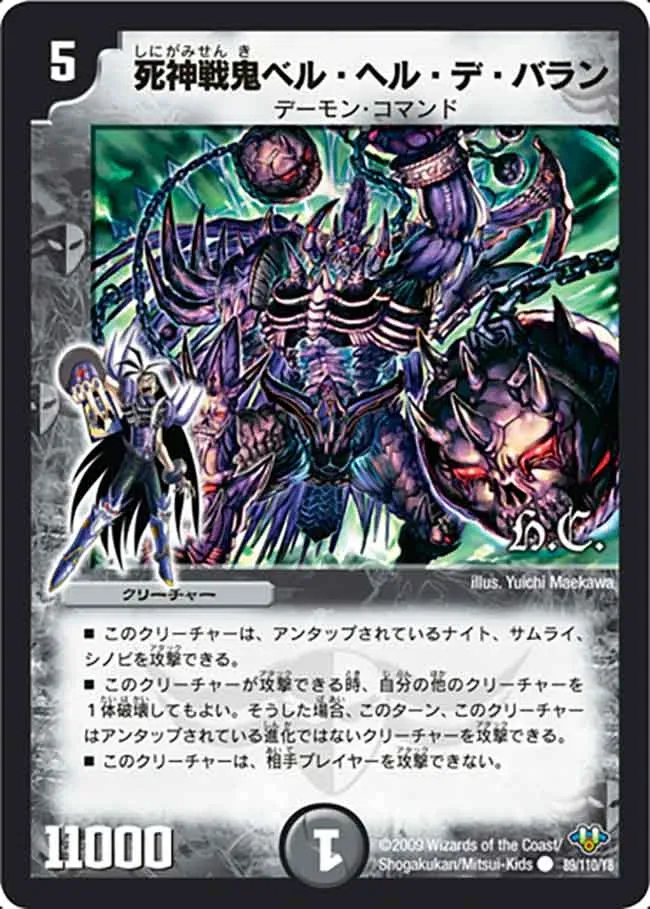 5
しにがみせんき
死神戦鬼ベル・ヘル・デ・バラン
デーモン・コマンド
H.C.
illus. Yuichi Maekawa
クリーチャー
■ このクリーチャーは、アンタップされているナイト、サムライ、
シノビを攻撃できる。
■ このクリーチャーが攻撃できる時、自分の他のクリーチャーを
1体破壊してもよい。そうした場合、このターン、このクリーチャー
はアンタップされている進化ではないクリーチャーを攻撃できる。
■ このクリーチャーは、相手プレイヤーを攻撃できない。
11000
1
©2009 Wizards of the Coast/
Shogakukan/Mitsui-Kids 89/110/Y8